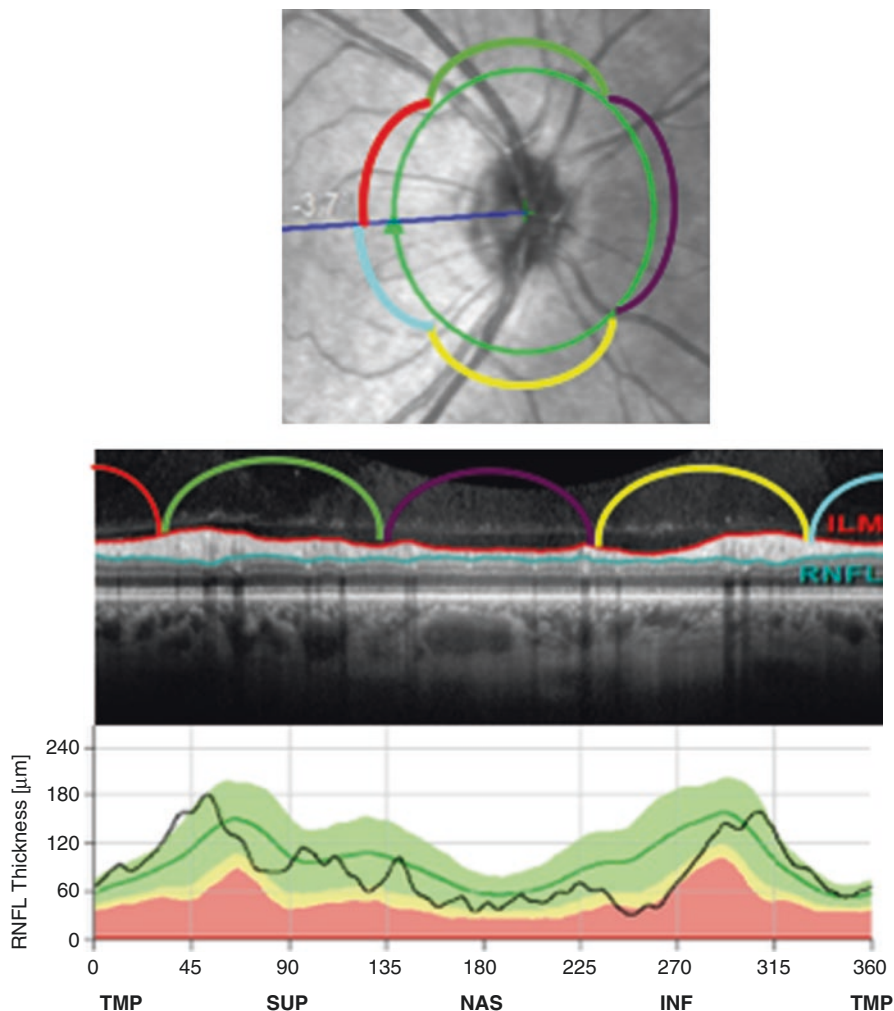 -3.7
ILM
RNFL
RNFL Thickness [µm]
240
180
120
60
0
0 45 90 135 180 225 270 315 360
TMP SUP NAS INF TMP